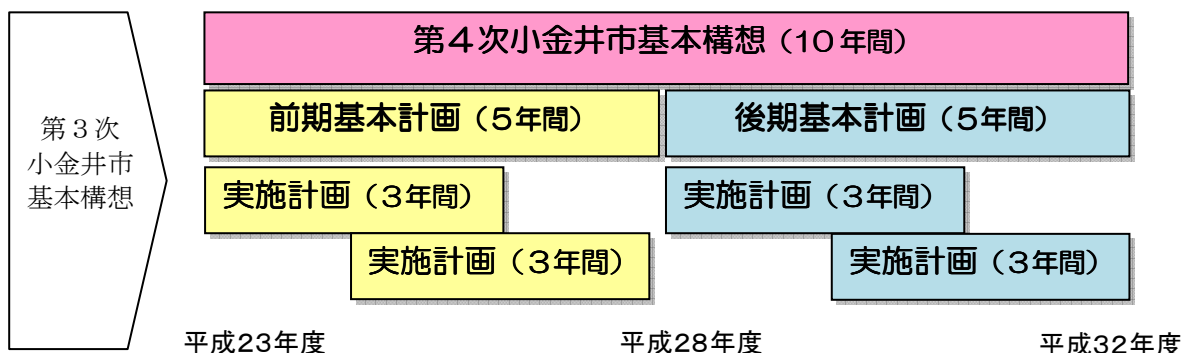 第４次小金井市基本構想（１０年間）
前期基本計画（５年間）
後期基本計画（５年間）
第３次
小金井市
基本構想
実施計画（３年間）
実施計画（３年間）
実施計画（３年間）
実施計画（３年間）
平成23年度
平成28年度
平成32年度